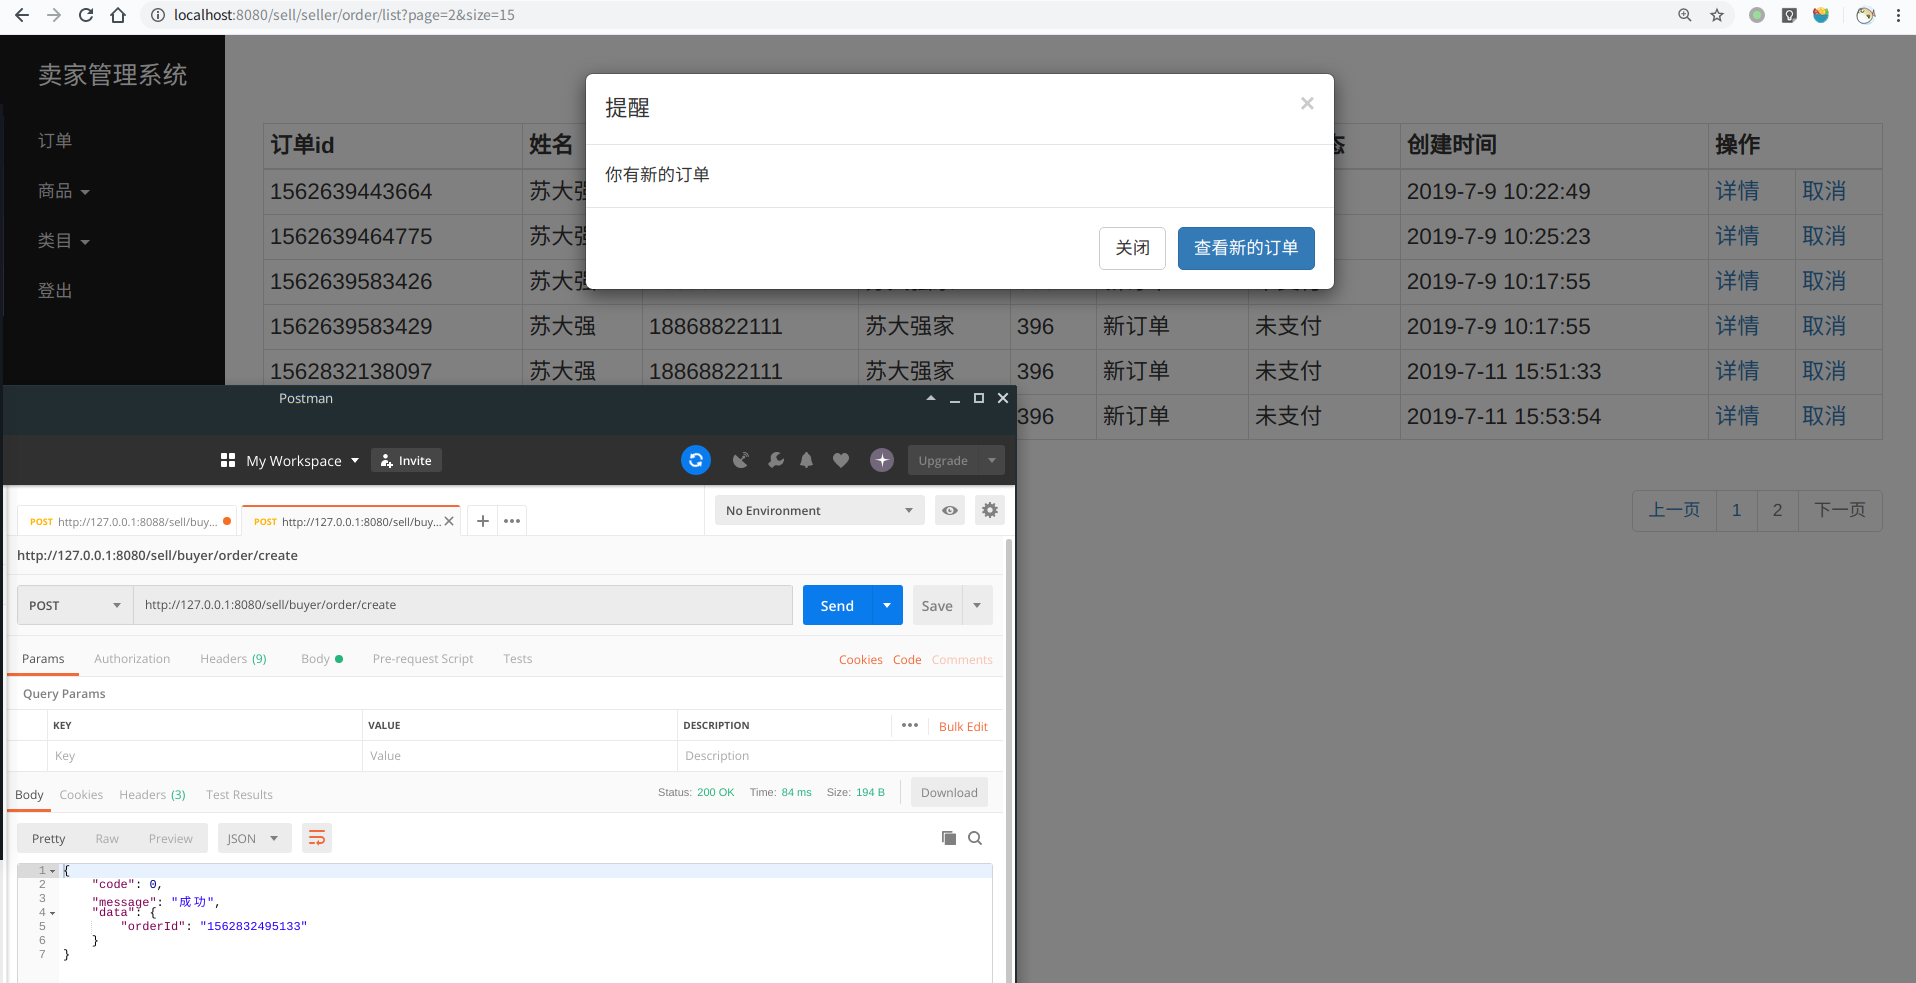 localhost:8080/sell/seller/order/list?page=2&size=15
卖家管理系统
订单
商品
类目
登出
提醒
×
你有新的订单
关闭 查看新的订单
订单id 姓名 态 创建时间 操作
1562639443664 苏大强 2019-7-9 10:22:49 详情 取消
1562639464775 苏大强 2019-7-9 10:25:23 详情 取消
1562639583426 苏大强 2019-7-9 10:17:55 详情 取消
1562639583429 苏大强 18868822111 苏大强家 396 新订单 未支付 2019-7-9 10:17:55 详情 取消
1562832138097 苏大强 18868822111 苏大强家 396 新订单 未支付 2019-7-11 15:51:33 详情 取消
396 新订单 未支付 2019-7-11 15:53:54 详情 取消
上一页 1 2 下一页
Postman
My Workspace Invite Upgrade
POST http://127.0.0.1:8088/sell/buy... POST http://127.0.0.1:8080/sell/buy... No Environment
http://127.0.0.1:8080/sell/buyer/order/create
POST http://127.0.0.1:8080/sell/buyer/order/create Send Save
Params Authorization Headers (9) Body Pre-request Script Tests Cookies Code Comments
Query Params
KEY VALUE DESCRIPTION Bulk Edit
Key Value Description
Body Cookies Headers (3) Test Results Status: 200 OK Time: 84 ms Size: 194 B Download
Pretty Raw Preview JSON
1 {
2 "code": 0,
3 "message": "成功",
4 "data": {
5 "orderId": "1562832495133"
6 }
7 }